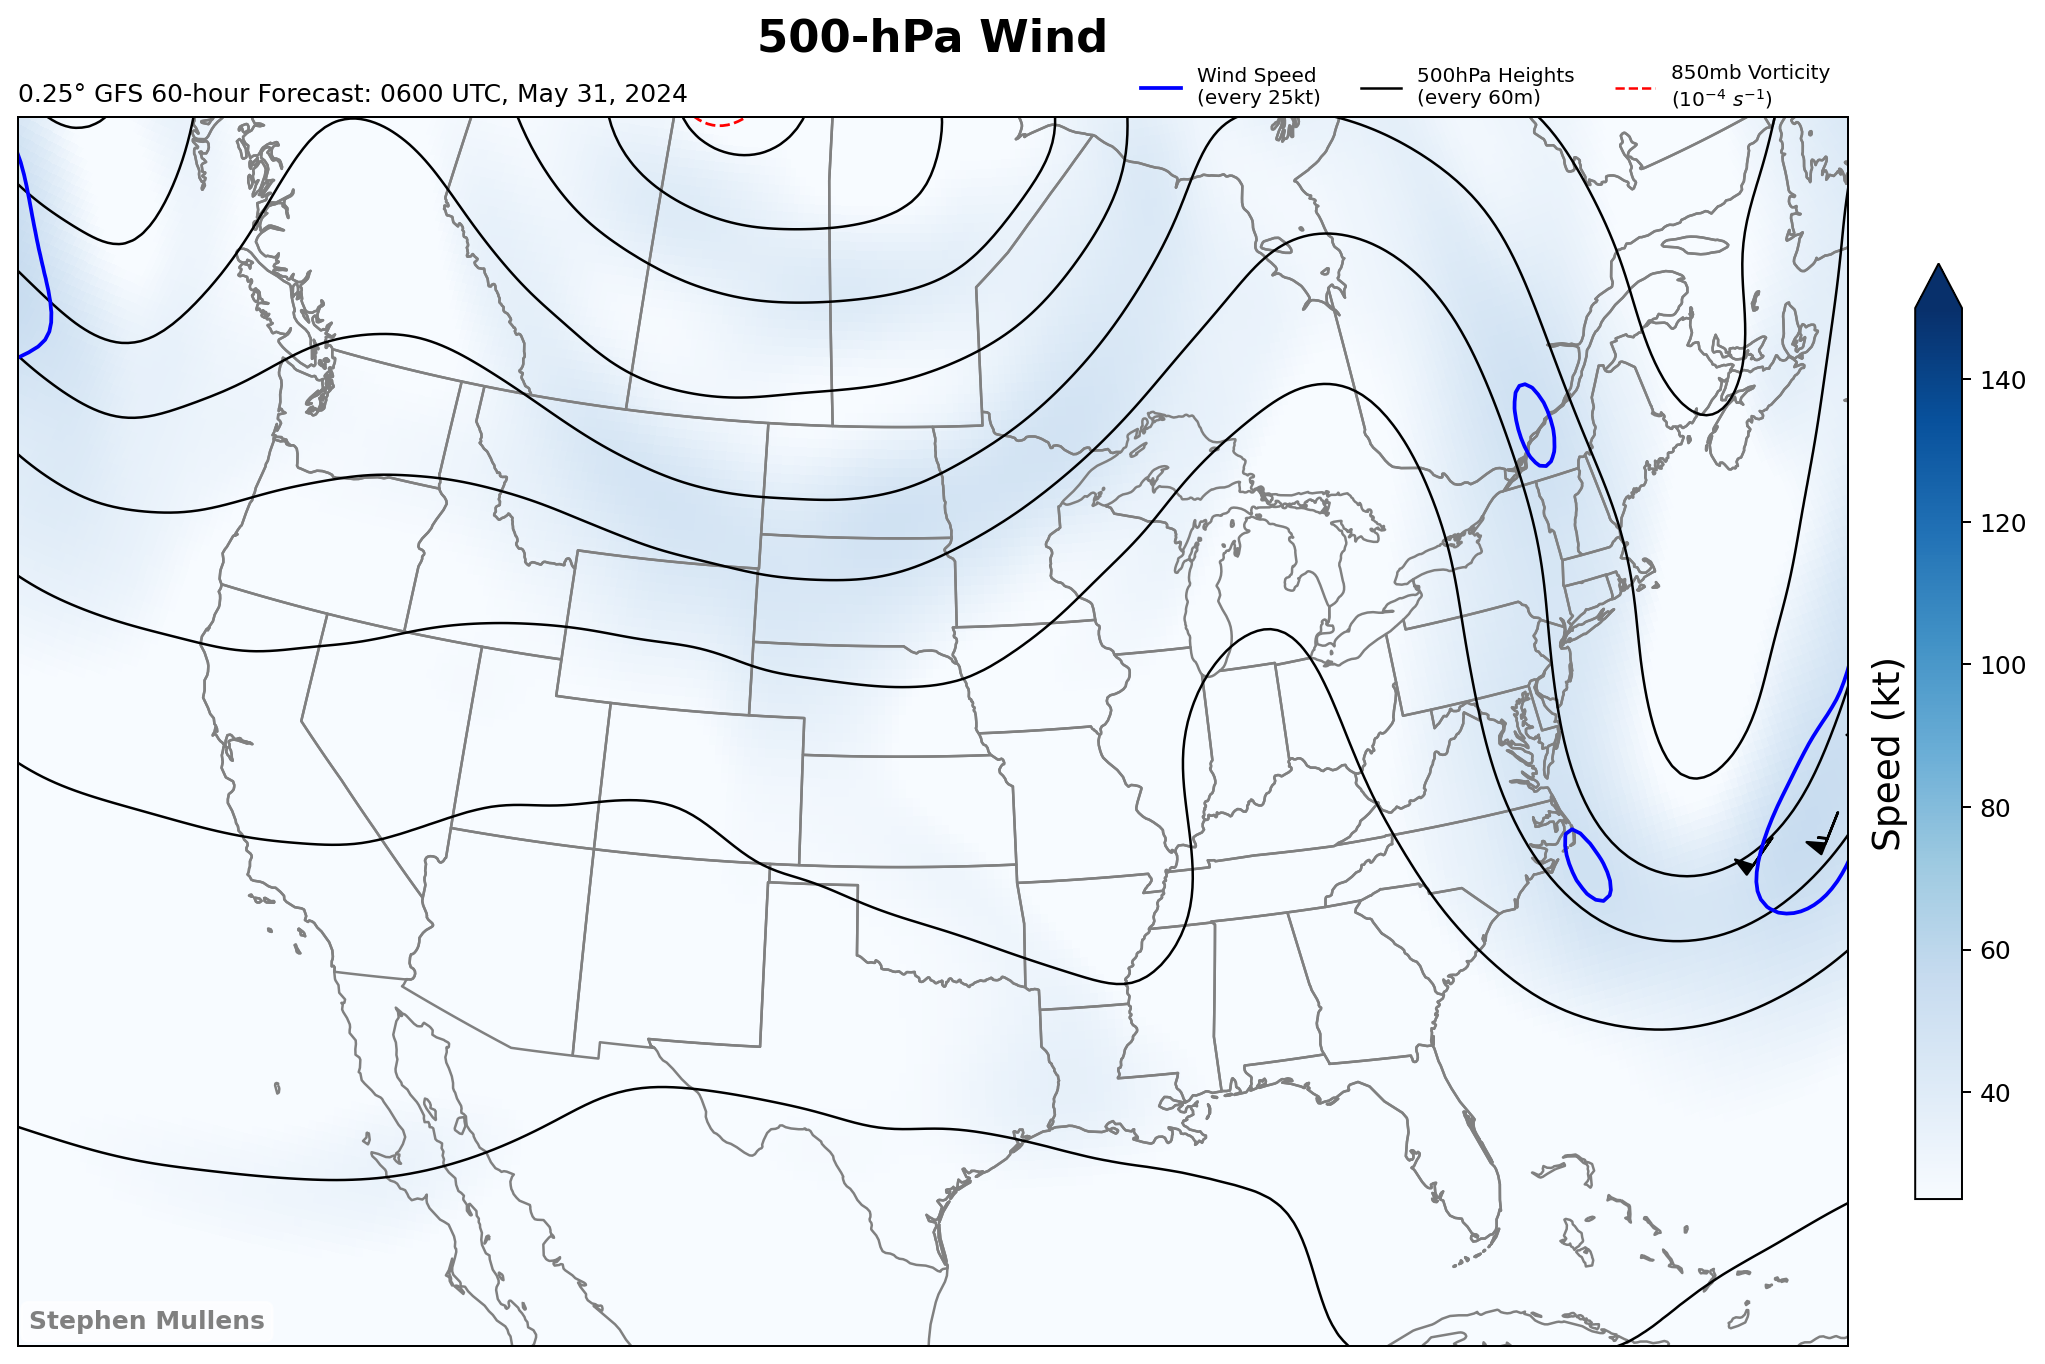 500-hPa Wind
0.25° GFS 60-hour Forecast: 0600 UTC, May 31, 2024
Wind Speed
(every 25kt)
500hPa Heights
(every 60m)
850mb Vorticity
(10⁻⁴ s⁻¹)
140
120
100
80
60
40
Speed (kt)
Stephen Mullens